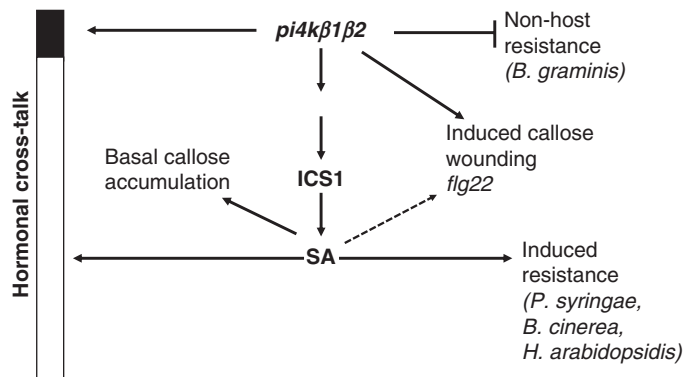 pi4kβ1β2
Non-host
resistance
(B. graminis)
Induced callose
wounding
flg22
Basal callose
accumulation
ICS1
SA
Induced
resistance
(P. syringae,
B. cinerea,
H. arabidopsidis)
Hormonal cross-talk